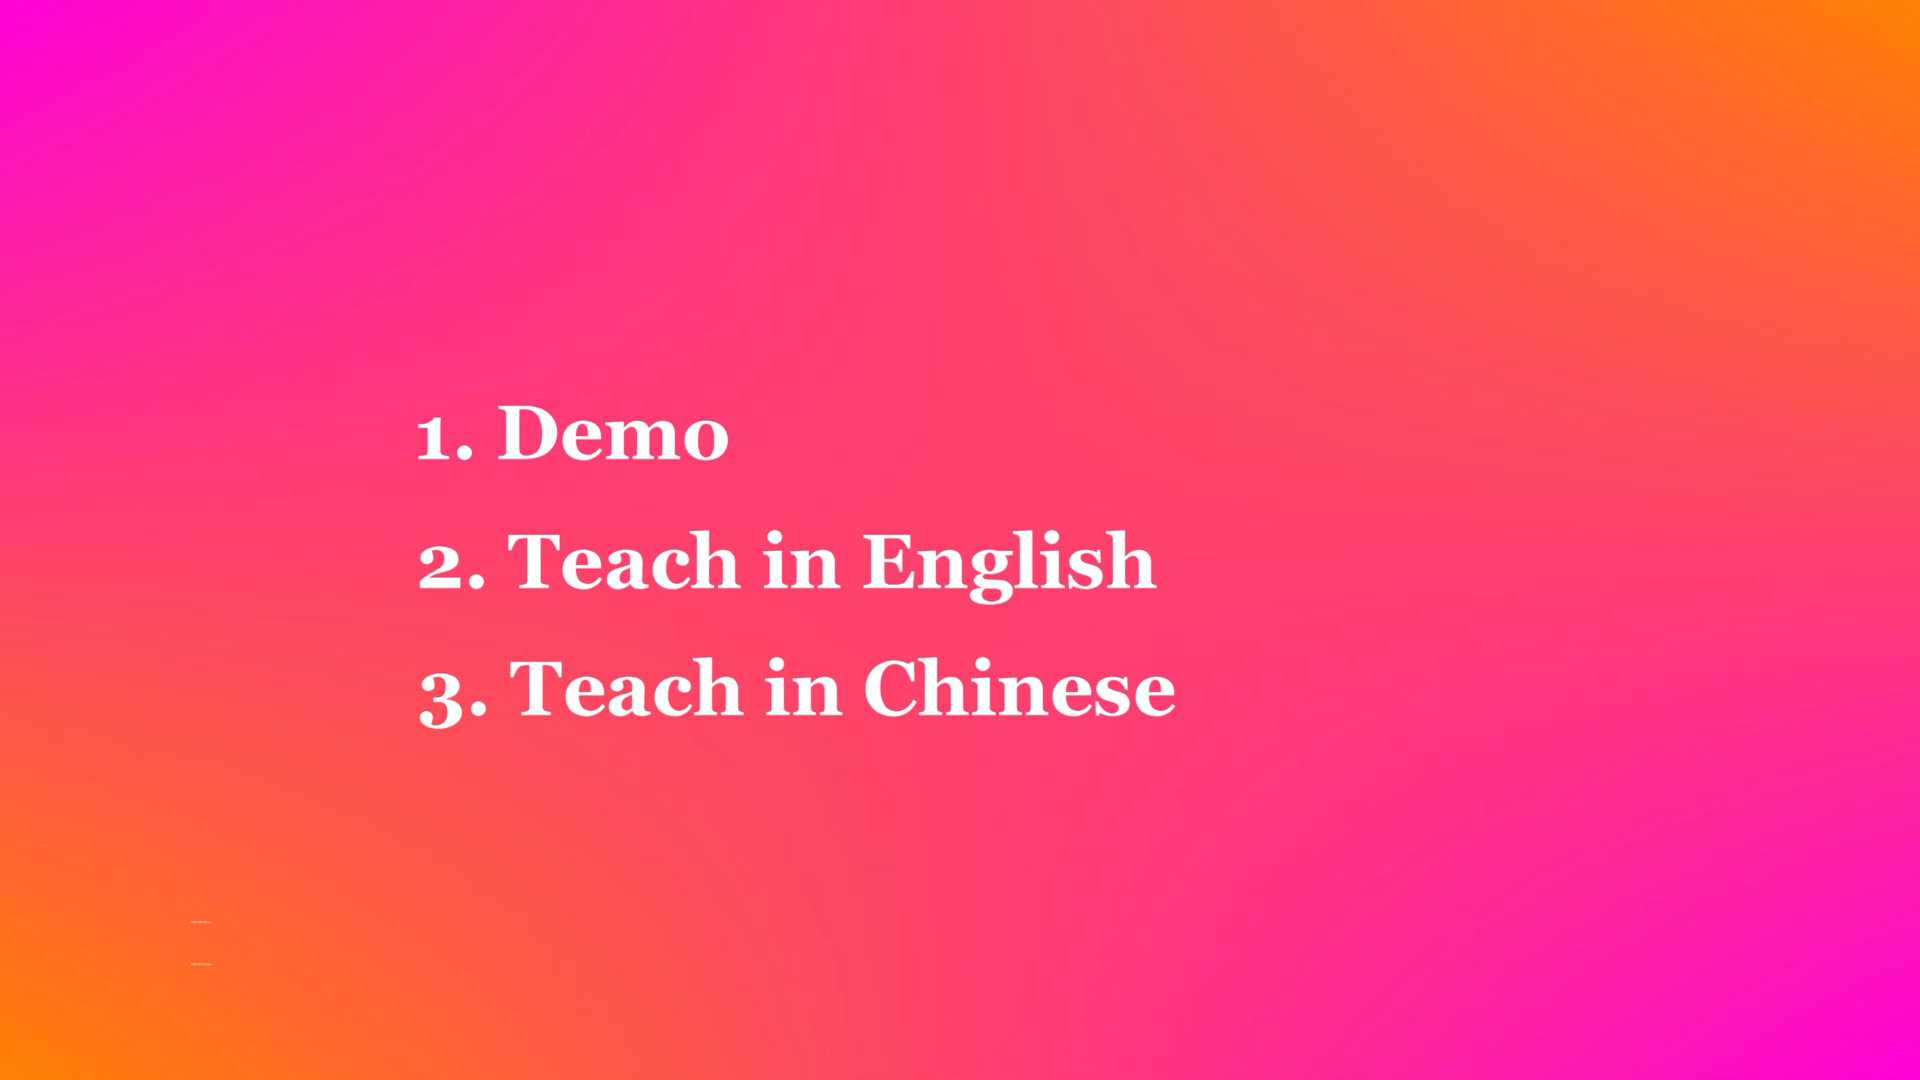 1. Demo
2. Teach in English
3. Teach in Chinese